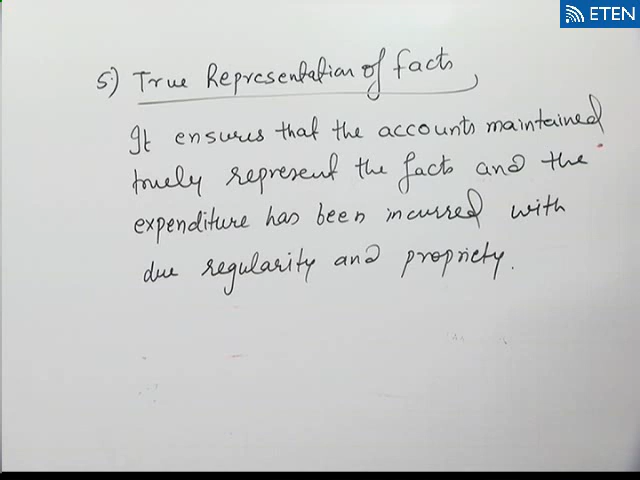 ETEN
5.) True Representation of facts
It ensures that the accounts maintained
truely represent the facts and the
expenditure has been incurred with
due regularity and propriety.